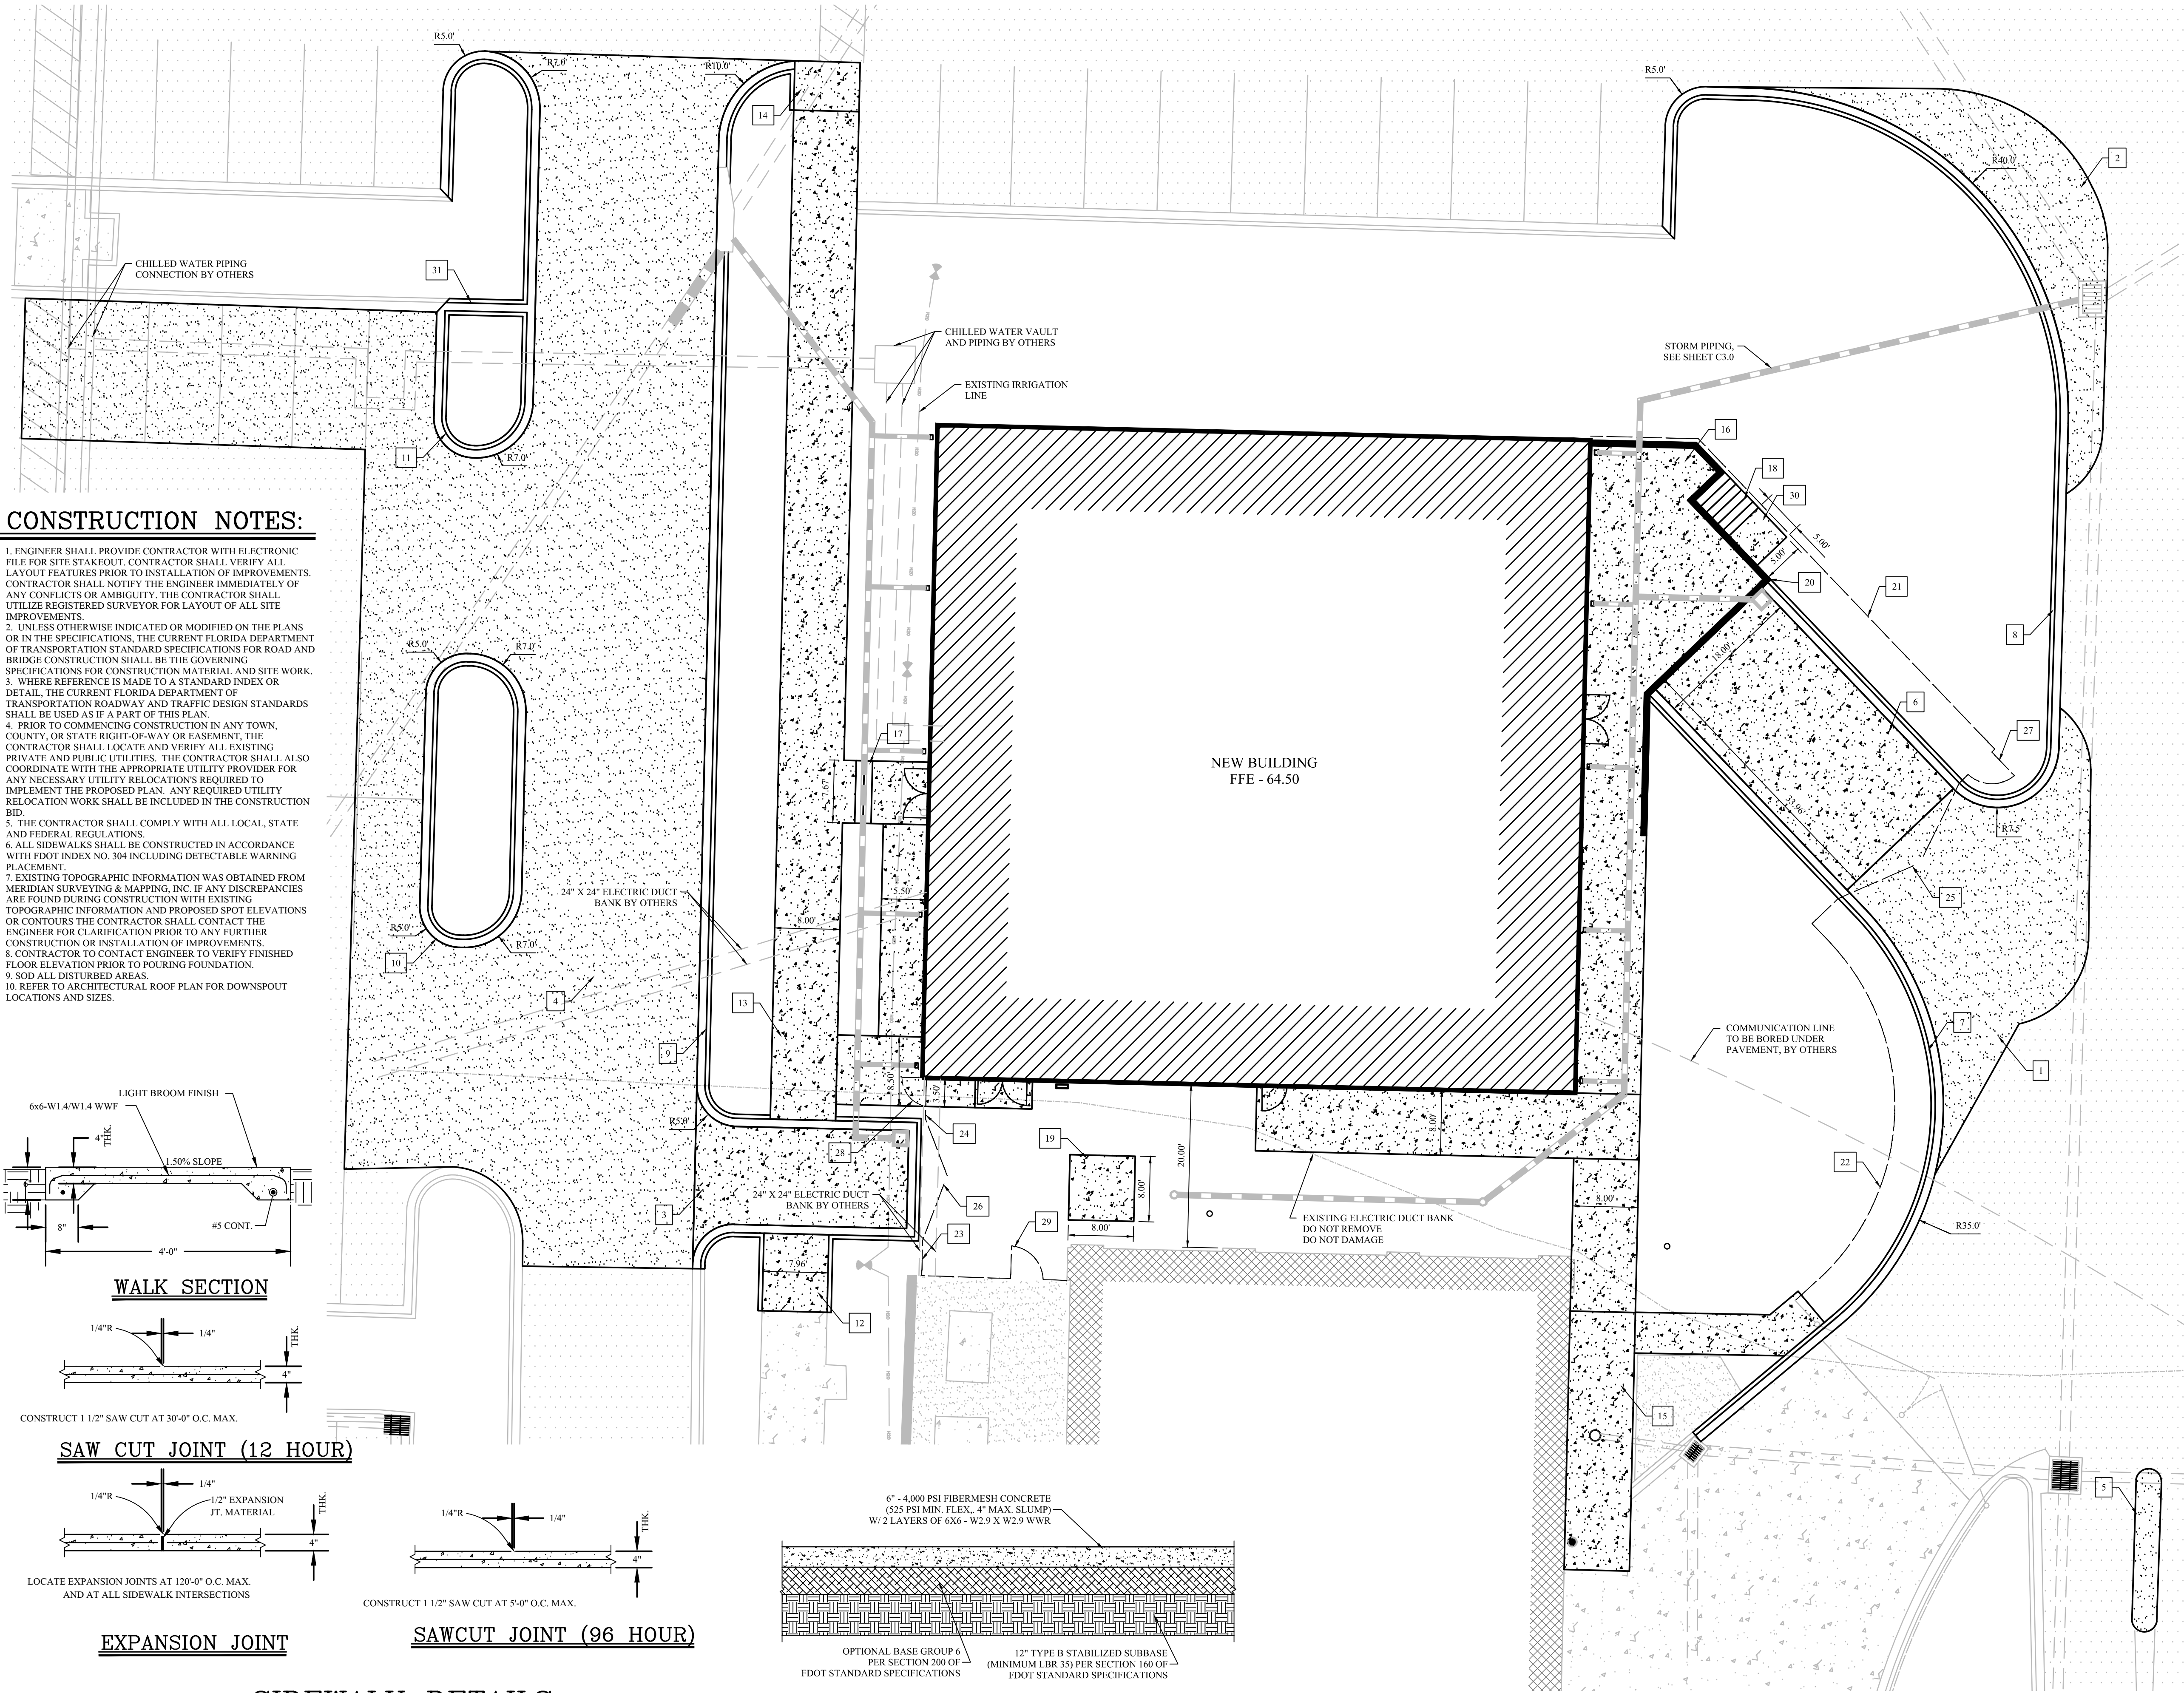 R5.0'
R7.0'
R10.0'
14
R5.0'
R40.0'
2
CHILLED WATER PIPING
CONNECTION BY OTHERS
31
CHILLED WATER VAULT
AND PIPING BY OTHERS
EXISTING IRRIGATION
LINE
STORM PIPING,
SEE SHEET C3.0
11
R7.0'
16
18
30
5.00'
5.00'
20
21
8
18.00'
6
27
33.96'
R7.5'
25
CONSTRUCTION NOTES:
1. ENGINEER SHALL PROVIDE CONTRACTOR WITH ELECTRONIC
FILE FOR SITE STAKEOUT. CONTRACTOR SHALL VERIFY ALL
LAYOUT FEATURES PRIOR TO INSTALLATION OF IMPROVEMENTS.
CONTRACTOR SHALL NOTIFY THE ENGINEER IMMEDIATELY OF
ANY CONFLICTS OR AMBIGUITY. THE CONTRACTOR SHALL
UTILIZE REGISTERED SURVEYOR FOR LAYOUT OF ALL SITE
IMPROVEMENTS.
2. UNLESS OTHERWISE INDICATED OR MODIFIED ON THE PLANS
OR IN THE SPECIFICATIONS, THE CURRENT FLORIDA DEPARTMENT
OF TRANSPORTATION STANDARD SPECIFICATIONS FOR ROAD AND
BRIDGE CONSTRUCTION SHALL BE THE GOVERNING
SPECIFICATIONS FOR CONSTRUCTION MATERIAL AND SITE WORK.
3. WHERE REFERENCE IS MADE TO A STANDARD INDEX OR
DETAIL, THE CURRENT FLORIDA DEPARTMENT OF
TRANSPORTATION ROADWAY AND TRAFFIC DESIGN STANDARDS
SHALL BE USED AS IF A PART OF THIS PLAN.
4. PRIOR TO COMMENCING CONSTRUCTION IN ANY TOWN,
COUNTY, OR STATE RIGHT-OF-WAY OR EASEMENT, THE
CONTRACTOR SHALL LOCATE AND VERIFY ALL EXISTING
PRIVATE AND PUBLIC UTILITIES. THE CONTRACTOR SHALL ALSO
COORDINATE WITH THE APPROPRIATE UTILITY PROVIDER FOR
ANY NECESSARY UTILITY RELOCATION'S REQUIRED TO
IMPLEMENT THE PROPOSED PLAN. ANY REQUIRED UTILITY
RELOCATION WORK SHALL BE INCLUDED IN THE CONSTRUCTION
BID.
5. THE CONTRACTOR SHALL COMPLY WITH ALL LOCAL, STATE
AND FEDERAL REGULATIONS.
6. ALL SIDEWALKS SHALL BE CONSTRUCTED IN ACCORDANCE
WITH FDOT INDEX NO. 304 INCLUDING DETECTABLE WARNING
PLACEMENT.
7. EXISTING TOPOGRAPHIC INFORMATION WAS OBTAINED FROM
MERIDIAN SURVEYING & MAPPING, INC. IF ANY DISCREPANCIES
ARE FOUND DURING CONSTRUCTION WITH EXISTING
TOPOGRAPHIC INFORMATION AND PROPOSED SPOT ELEVATIONS
OR CONTOURS THE CONTRACTOR SHALL CONTACT THE
ENGINEER FOR CLARIFICATION PRIOR TO ANY FURTHER
CONSTRUCTION OR INSTALLATION OF IMPROVEMENTS.
8. CONTRACTOR TO CONTACT ENGINEER TO VERIFY FINISHED
FLOOR ELEVATION PRIOR TO POURING FOUNDATION.
9. SOD ALL DISTURBED AREAS.
10. REFER TO ARCHITECTURAL ROOF PLAN FOR DOWNSPOUT
LOCATIONS AND SIZES.
R5.0'
R7.0'
R5.0'
R7.0'
10
4
17
24" X 24" ELECTRIC DUCT
BANK BY OTHERS
5.50'
8.00'
13
9
NEW BUILDING
FFE - 64.50
COMMUNICATION LINE
TO BE BORED UNDER
PAVEMENT, BY OTHERS
7
1
R5.0'
8.50'
5.50'
28
24
24" X 24" ELECTRIC DUCT
BANK BY OTHERS
3
26
23
29
19
8.00'
8.00'
20.00'
8.00'
EXISTING ELECTRIC DUCT BANK
DO NOT REMOVE
DO NOT DAMAGE
8.00'
22
R35.0'
7.96'
12
15
5
LIGHT BROOM FINISH
6x6-W1.4/W1.4 WWF
4"
THK.
1.50% SLOPE
#5 CONT.
8"
4'-0"
WALK SECTION
1/4"R
1/4"
THK.
4"
CONSTRUCT 1 1/2" SAW CUT AT 30'-0" O.C. MAX.
SAW CUT JOINT (12 HOUR)
1/4"R
1/4"
1/2" EXPANSION
JT. MATERIAL
THK.
4"
LOCATE EXPANSION JOINTS AT 120'-0" O.C. MAX.
AND AT ALL SIDEWALK INTERSECTIONS
EXPANSION JOINT
1/4"R
1/4"
THK.
4"
CONSTRUCT 1 1/2" SAW CUT AT 5'-0" O.C. MAX.
SAWCUT JOINT (96 HOUR)
6" - 4,000 PSI FIBERMESH CONCRETE
(525 PSI MIN. FLEX,. 4" MAX. SLUMP)
W/ 2 LAYERS OF 6X6 - W2.9 X W2.9 WWR
OPTIONAL BASE GROUP 6
PER SECTION 200 OF
FDOT STANDARD SPECIFICATIONS
12" TYPE B STABILIZED SUBBASE
(MINIMUM LBR 35) PER SECTION 160 OF
FDOT STANDARD SPECIFICATIONS